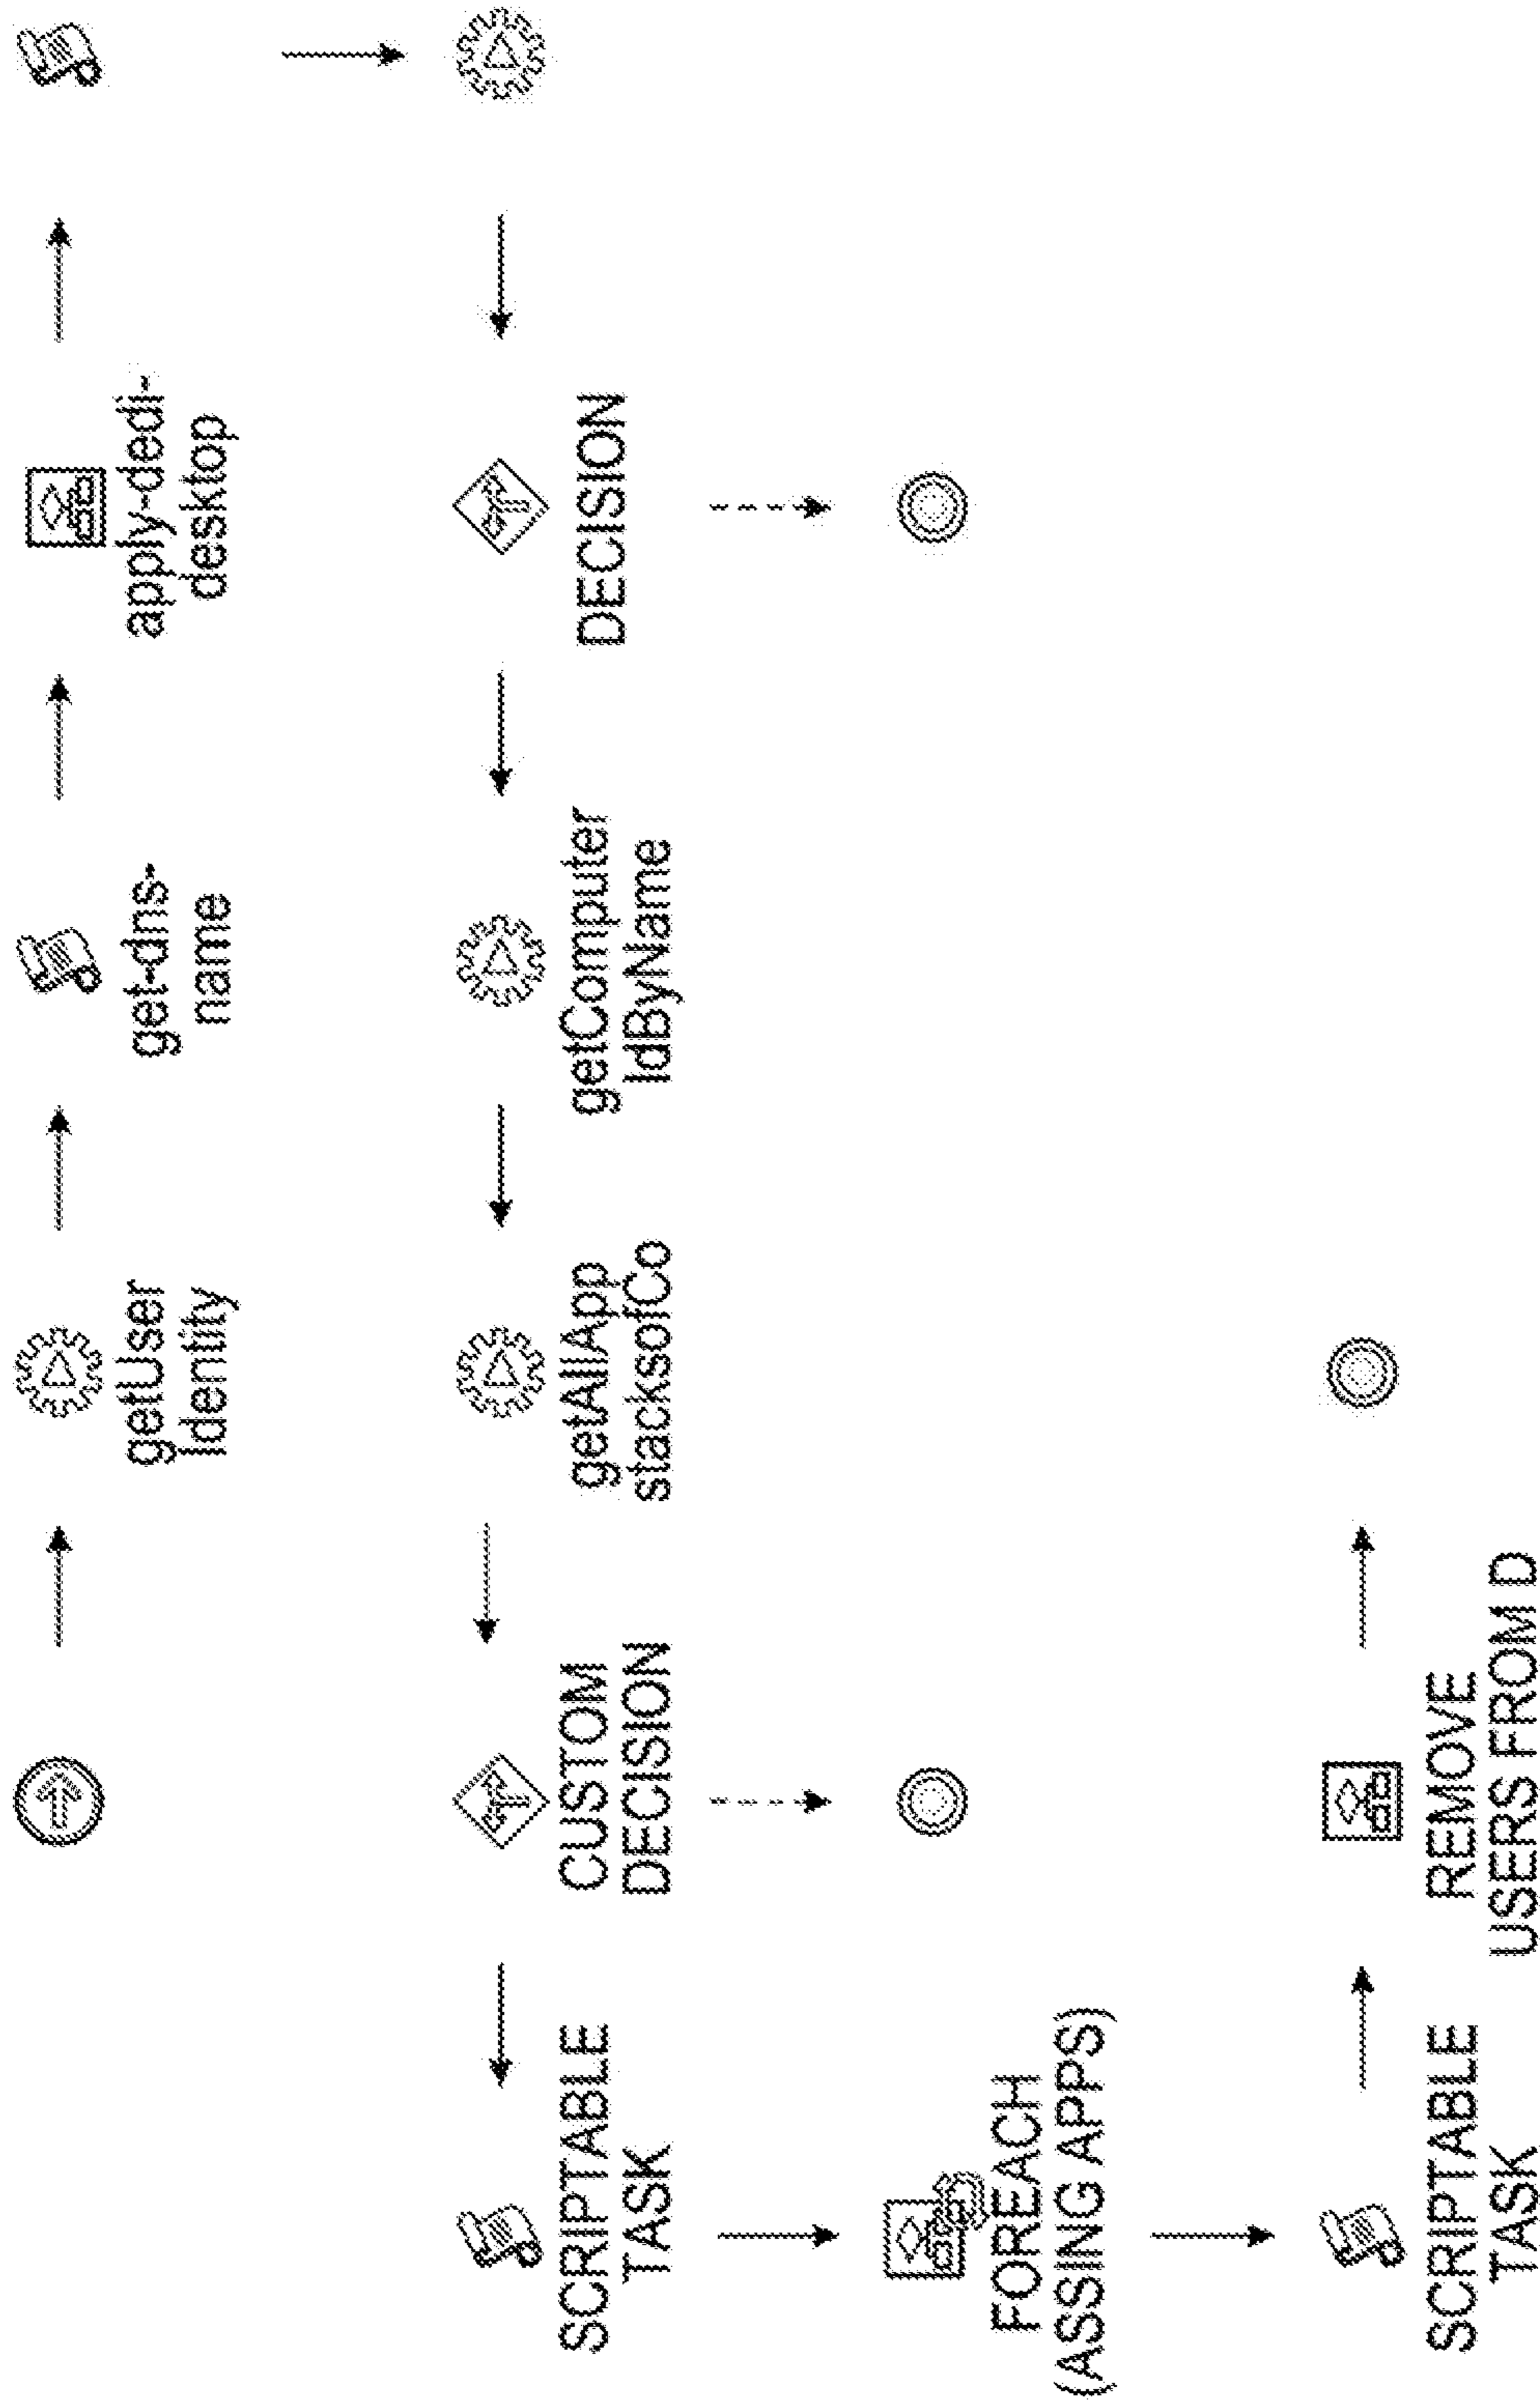 getUser
Identity
get-dns-
name
apply-dedi-
desktop
DECISION
getComputer
IdByName
getAllApp
stacksofCo
CUSTOM
DECISION
SCRIPTABLE
TASK
FOREACH
(ASSING APPS)
SCRIPTABLE
TASK
REMOVE
USERS FROM D